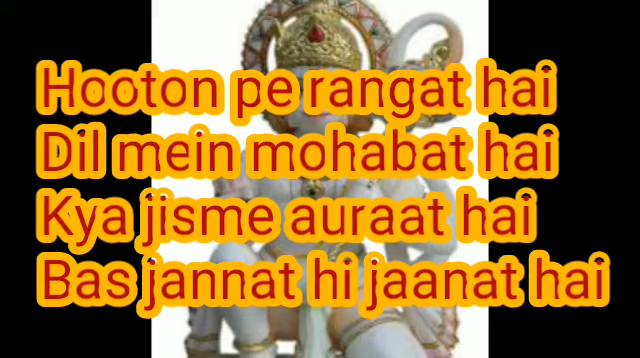 Hooton pe rangat hai
Dil mein mohabat hai
Kya jisme auraat hai
Bas jannat hi jaanat hai